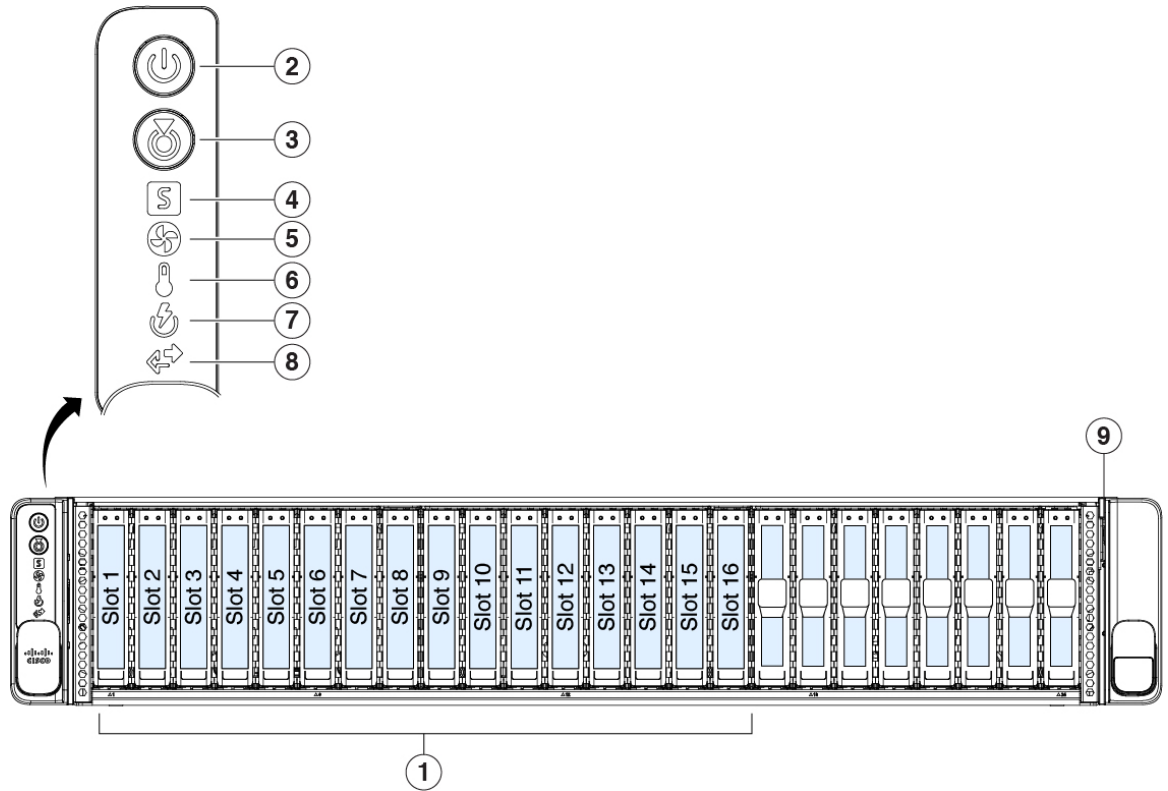 2
3
S
4
5
6
7
8
9
S
CISCO
Slot 1
Slot 2
Slot 3
Slot 4
Slot 5
Slot 6
Slot 7
Slot 8
Slot 9
Slot 10
Slot 11
Slot 12
Slot 13
Slot 14
Slot 15
Slot 16
1